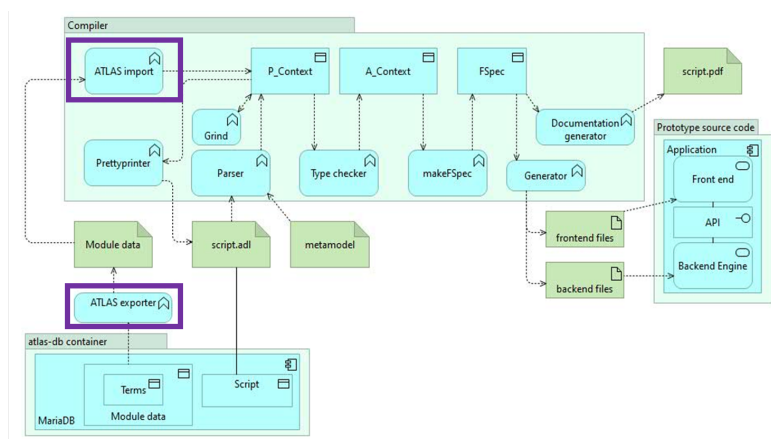 Compiler
ATLAS import
P_Context
A_Context
FSpec
script.pdf
Grind
Documentation
generator
Prettyprinter
Parser
Type checker
makeFSpec
Generator
Prototype source code
Application
Front end
API
Backend Engine
Module data
script.adl
metamodel
frontend files
backend files
ATLAS exporter
atlas-db container
Terms
Module data
MariaDB
Script